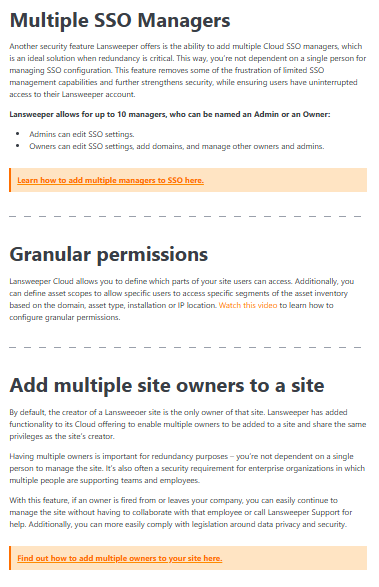 Multiple SSO Managers
Another security feature Lansweeper offers is the ability to add multiple Cloud SSO managers, which
is an ideal solution when redundancy is critical. This way, you're not dependent on a single person for
managing SSO configuration. This feature removes some of the frustration of limited SSO
management capabilities and further strengthens security, while ensuring users have uninterrupted
access to their Lansweeper account.
Lansweeper allows for up to 10 managers, who can be named an Admin or an Owner:
• Admins can edit SSO settings.
• Owners can edit SSO settings, add domains, and manage other owners and admins.
Learn how to add multiple managers to SSO here.
Granular permissions
Lansweeper Cloud allows you to define which parts of your site users can access. Additionally, you
can define asset scopes to allow specific users to access specific segments of the asset inventory
based on the domain, asset type, installation or IP location. Watch this video to learn how to
configure granular permissions.
Add multiple site owners to a site
By default, the creator of a Lansweeoer site is the only owner of that site. Lansweeper has added
functionality to its Cloud offering to enable multiple owners to be added to a site and share the same
privileges as the site's creator.
Having multiple owners is important for redundancy purposes – you're not dependent on a single
person to manage the site. It's also often a security requirement for enterprise organizations in which
multiple people are supporting teams and employees.
With this feature, if an owner is fired from or leaves your company, you can easily continue to
manage the site without having to collaborate with that employee or call Lansweeper Support for
help. Additionally, you can more easily comply with legislation around data privacy and security.
Find out how to add multiple owners to your site here.